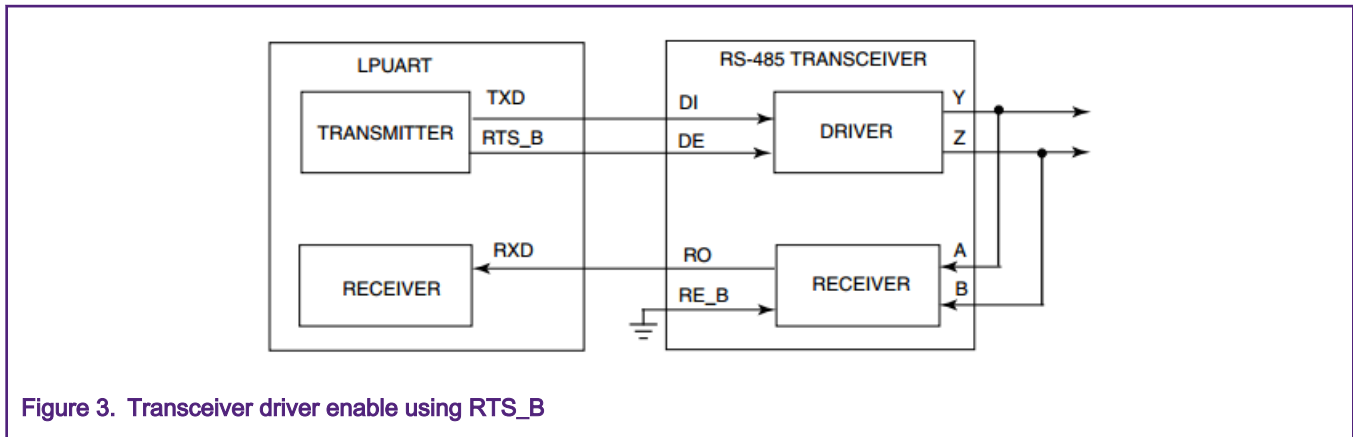 LPUART
RS-485 TRANSCEIVER
TXD
DI
Y
TRANSMITTER
RTS_B
DE
DRIVER
Z
RXD
RO
A
RECEIVER
RE_B
RECEIVER
B
Figure 3. Transceiver driver enable using RTS_B